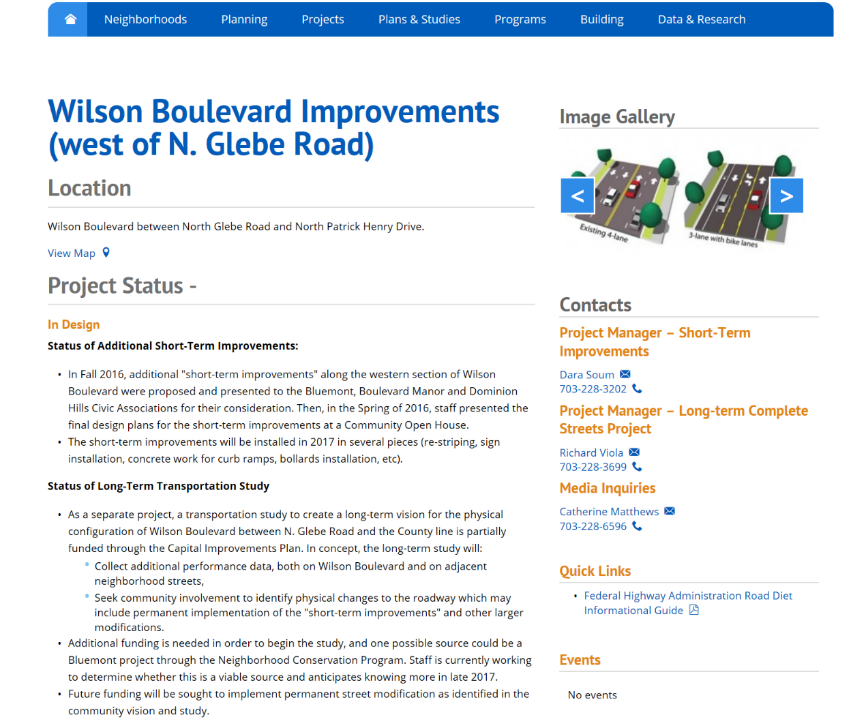 Neighborhoods Planning Projects Plans & Studies Programs Building Data & Research
Wilson Boulevard Improvements
(west of N. Glebe Road)
Location
Wilson Boulevard between North Glebe Road and North Patrick Henry Drive.
View Map
Project Status -
In Design
Status of Additional Short-Term Improvements:
• In Fall 2016, additional "short-term improvements" along the western section of Wilson
Boulevard were proposed and presented to the Bluemont, Boulevard Manor and Dominion
Hills Civic Associations for their consideration. Then, in the Spring of 2016, staff presented the
final design plans for the short-term improvements at a Community Open House.
• The short-term improvements will be installed in 2017 in several pieces (re-striping, sign
installation, concrete work for curb ramps, bollards installation, etc).
Status of Long-Term Transportation Study
• As a separate project, a transportation study to create a long-term vision for the physical
configuration of Wilson Boulevard between N. Glebe Road and the County line is partially
funded through the Capital Improvements Plan. In concept, the long-term study will:
• Collect additional performance data, both on Wilson Boulevard and on adjacent
neighborhood streets,
• Seek community involvement to identify physical changes to the roadway which may
include permanent implementation of the "short-term improvements" and other larger
modifications.
• Additional funding is needed in order to begin the study, and one possible source could be a
Bluemont project through the Neighborhood Conservation Program. Staff is currently working
to determine whether this is a viable source and anticipates knowing more in late 2017.
• Future funding will be sought to implement permanent street modification as identified in the
community vision and study.
Image Gallery
< >
Existing 4-lane
3-lane with bike lanes
Contacts
Project Manager – Short-Term
Improvements
Dara Soum
703-228-3202
Project Manager – Long-term Complete
Streets Project
Richard Viola
703-228-3699
Media Inquiries
Catherine Matthews
703-228-6596
Quick Links
• Federal Highway Administration Road Diet
Informational Guide
Events
No events